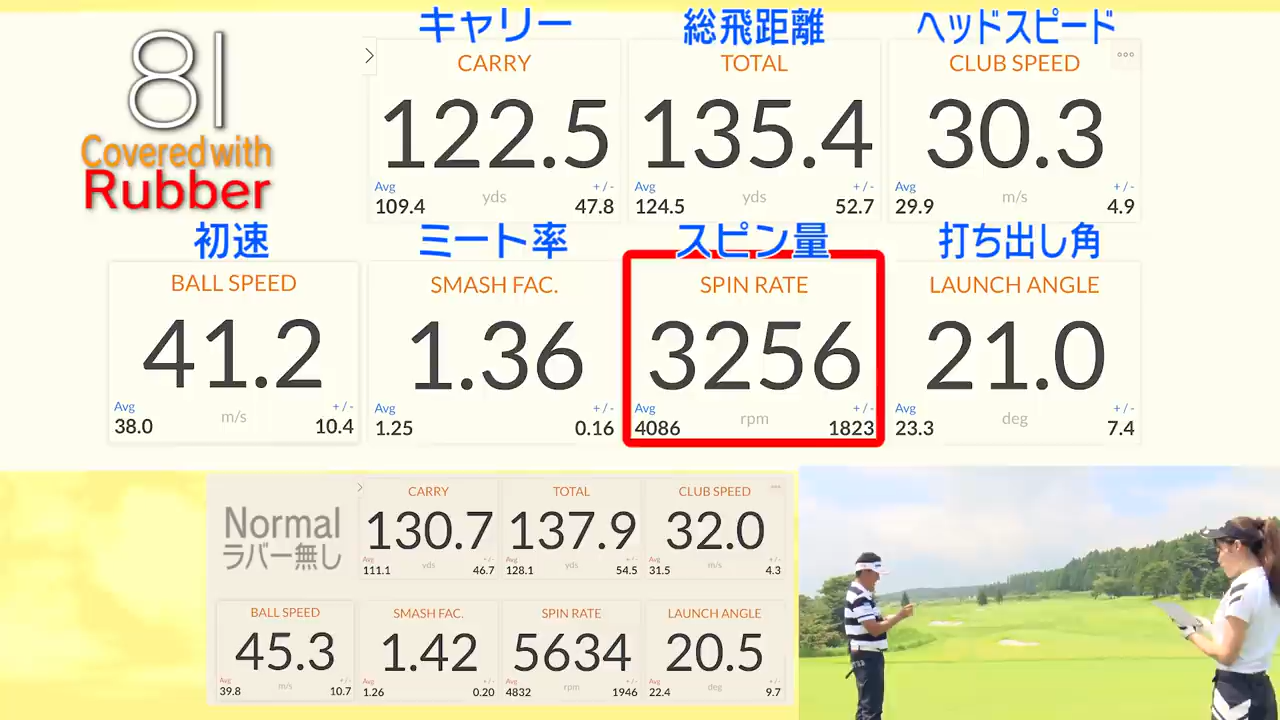 81
Covered with
Rubber
キャリー
CARRY
122.5
Avg
109.4
yds
+ / -
47.8
総飛距離
TOTAL
135.4
Avg
124.5
yds
+ / -
52.7
ヘッドスピード
CLUB SPEED
30.3
Avg
29.9
m/s
+ / -
4.9
初速
BALL SPEED
41.2
Avg
38.0
m/s
+ / -
10.4
ミート率
SMASH FAC.
1.36
Avg
1.25
+ / -
0.16
スピン量
SPIN RATE
3256
Avg
4086
rpm
+ / -
1823
打ち出し角
LAUNCH ANGLE
21.0
Avg
23.3
deg
+ / -
7.4
Normal
ラバー無し
CARRY
130.7
Avg
111.1
yds
+/-
46.7
TOTAL
137.9
Avg
128.1
yds
+/-
54.5
CLUB SPEED
32.0
Avg
31.5
m/s
+/-
4.3
BALL SPEED
45.3
Avg
39.8
m/s
+/-
10.7
SMASH FAC.
1.42
Avg
1.26
+/-
0.20
SPIN RATE
5634
Avg
4832
rpm
+/-
1946
LAUNCH ANGLE
20.5
Avg
22.4
deg
+/-
9.7